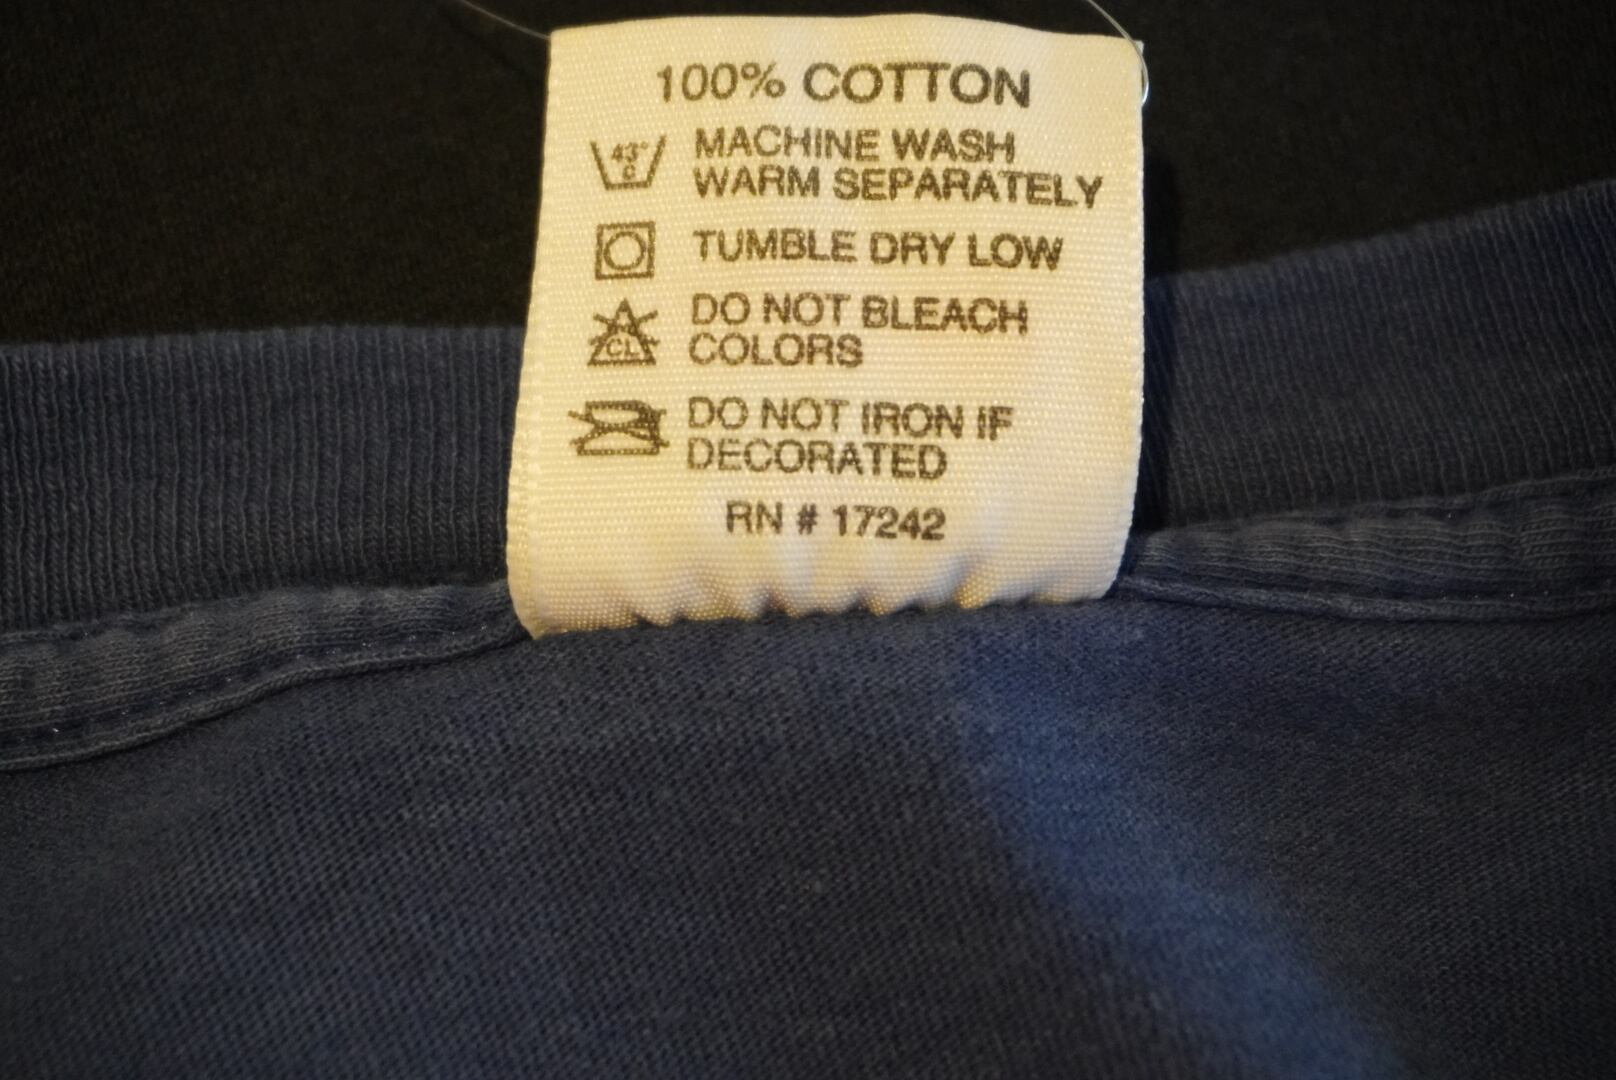 100% COTTON
43°
C
MACHINE WASH
WARM SEPARATELY
TUMBLE DRY LOW
CL
DO NOT BLEACH
COLORS
DO NOT IRON IF
DECORATED
RN # 17242